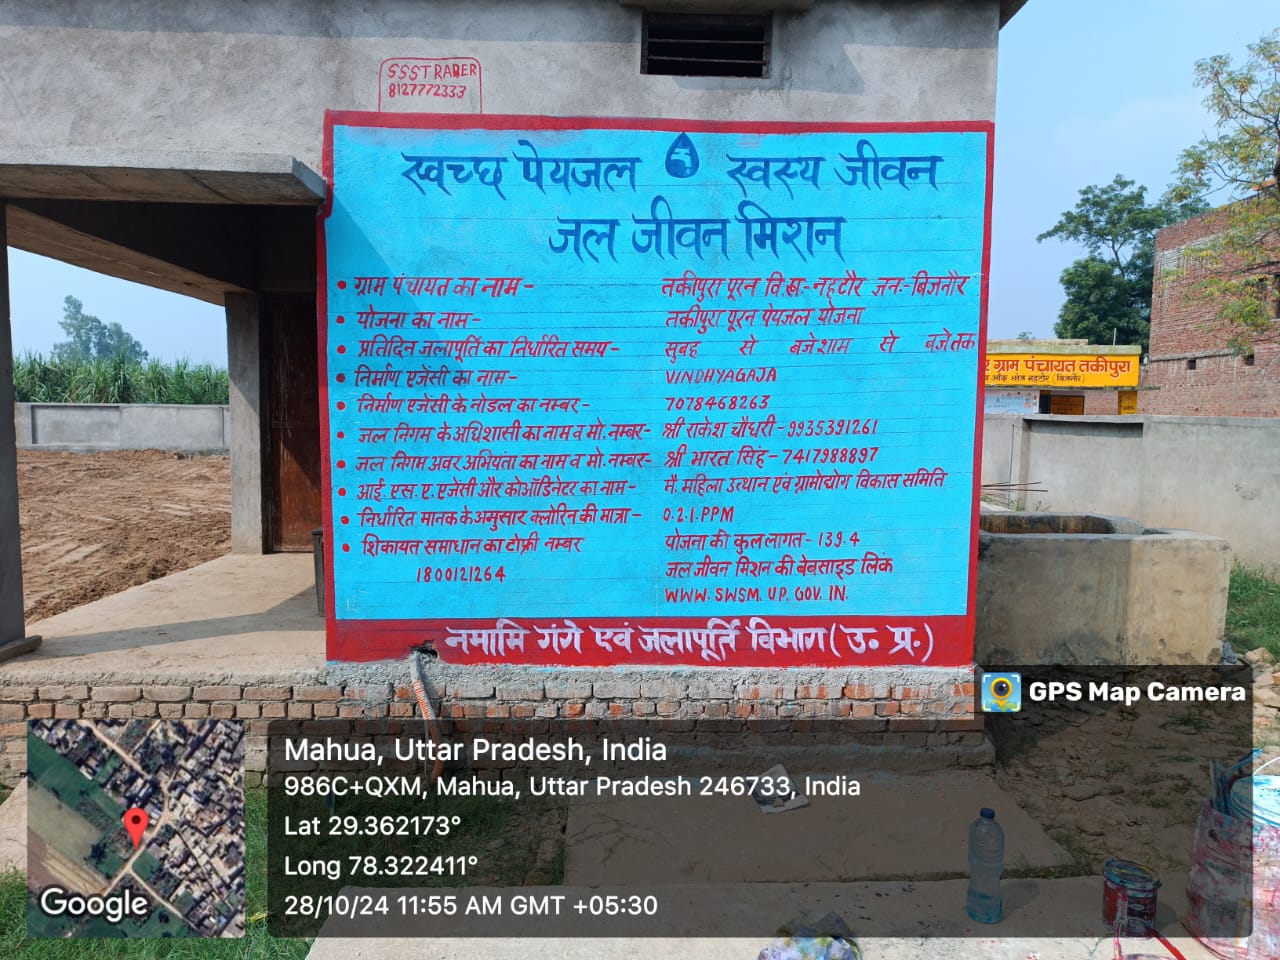 SSST RABER
8127772333
स्वच्छ पेयजल स्वस्थ जीवन
जल जीवन मिशन
• ग्राम पंचायत का नाम - तकीपुरा पूरन वि.ख.- नहटौर जन.- बिजनौर
• योजना का नाम - तकीपुरा पूरन पेयजल योजना
• प्रतिदिन जलापूर्ति का निर्धारित समय - सुबह से बजे शाम से बजे तक
• निर्माण एजेंसी का नाम - VINDHYAGAJA
• निर्माण एजेंसी के नोडल का नम्बर - 7078468263
• जल निगम के अधिशासी का नाम व मो. नम्बर - श्री राकेश चौधरी - 9935391261
• जल निगम अवर अभियंता का नाम व मो. नम्बर - श्री भारत सिंह - 7417988897
• आई. एस. ए. एजेंसी और कोऑडिनेटर का नाम - मै. महिला उत्थान एवं ग्रामोद्योग विकास समिति
• निर्धारित मानक के अमुसार क्लोरिन की मात्रा - 0.2.1.PPM
• शिकायत समाधान का टोफ्री नम्बर योजना की कुल लागत - 139.4
1800121264 जल जीवन मिशन की बेबसाइड लिंक
WWW. SWSM. UP. GOV. IN.
नमामि गंगे एवं जलापूर्ति विभाग (उ. प्र.)
ग्राम पंचायत तकीपुरा
GPS Map Camera
Mahua, Uttar Pradesh, India
986C+QXM, Mahua, Uttar Pradesh 246733, India
Lat 29.362173°
Long 78.322411°
28/10/24 11:55 AM GMT +05:30
Google